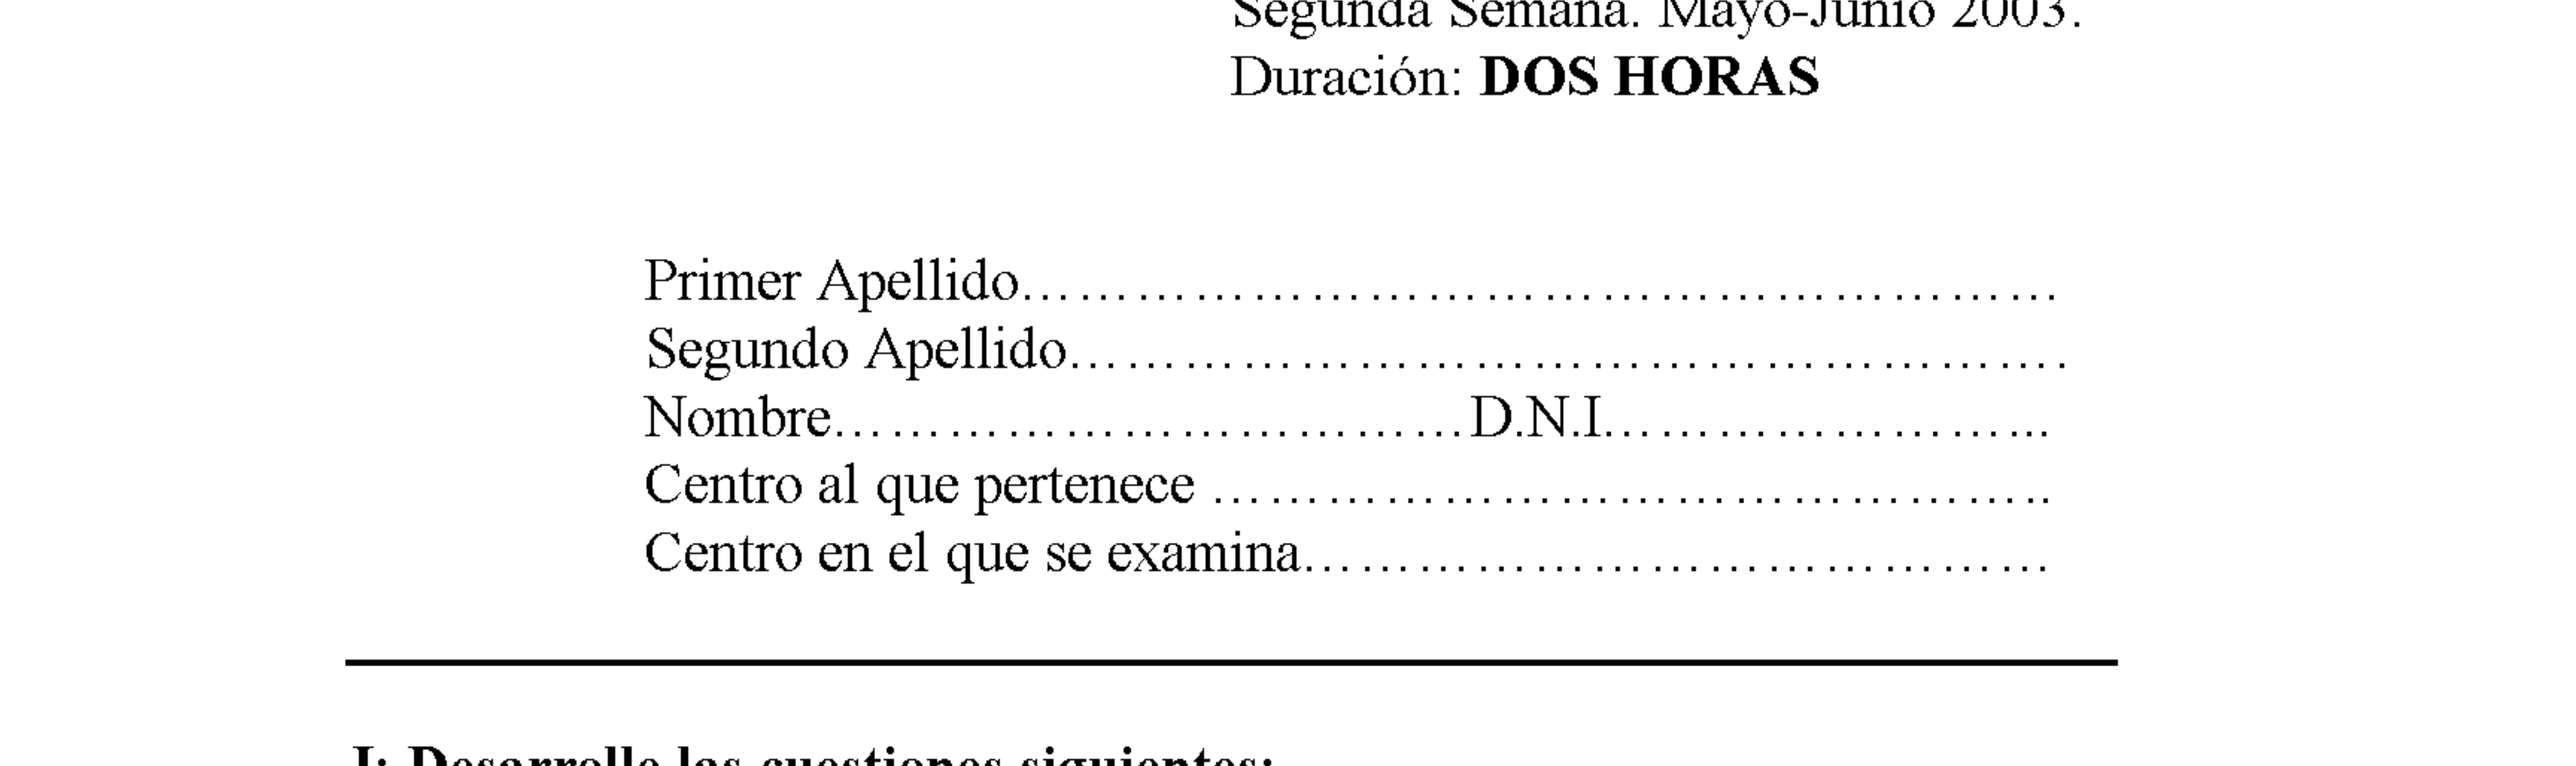 Segunda Semana. Mayo-Junio 2003.
Duración: DOS HORAS
Primer Apellido…………………………………………………
Segundo Apellido……………………………………………….
Nombre……………………………D.N.I.…………………...
Centro al que pertenece ……………………………………..
Centro en el que se examina…………………………………
I: Desarrolle las cuestiones siguientes: